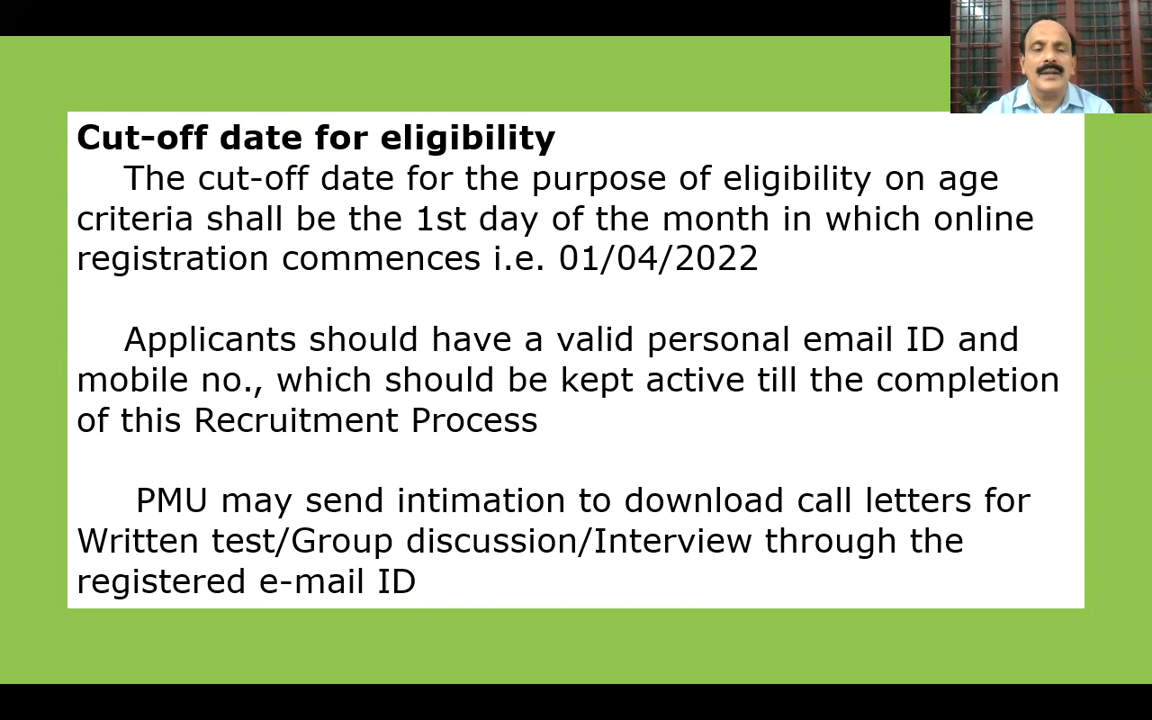 Cut-off date for eligibility
The cut-off date for the purpose of eligibility on age
criteria shall be the 1st day of the month in which online
registration commences i.e. 01/04/2022
Applicants should have a valid personal email ID and
mobile no., which should be kept active till the completion
of this Recruitment Process
PMU may send intimation to download call letters for
Written test/Group discussion/Interview through the
registered e-mail ID